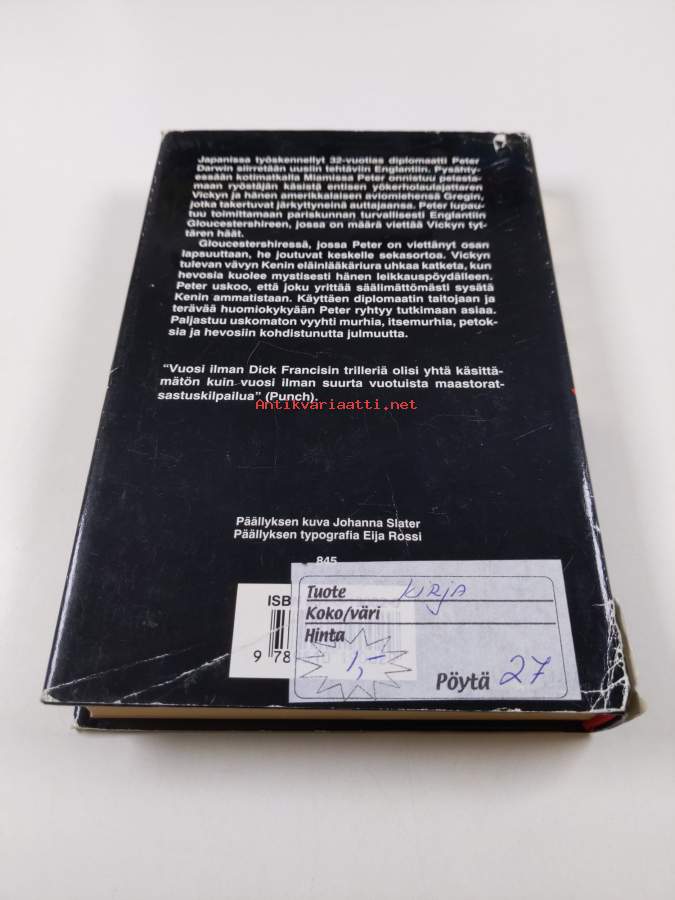 Japanissa työskennellyt 32-vuotias diplomaatti Peter
Darwin siirretään uusiin tehtäviin Englantiin. Pysähty-
essään kotimatkalla Miamissa Peter onnistuu pelasta-
maan ryöstäjän käsistä entisen yökerholaulajattaren
Vickyn ja hänen amerikkalaisen aviomiehensä Gregin,
jotka takertuvat järkyttyneinä auttajaansa. Peter lupau-
tuu toimittamaan pariskunnan turvallisesti Englantiin
Gloucestershireen, jossa on määrä viettää Vickyn tyt-
tären häät.
Gloucestershiressä, jossa Peter on viettänyt osan
lapsuuttaan, he joutuvat keskelle sekasortoa. Vickyn
tulevan vävyn Kenin eläinlääkäriura uhkaa katketa, kun
hevosia kuolee mystisesti hänen leikkauspöydälleen.
Peter uskoo, että joku yrittää säälimättömästi sysätä
Kenin ammatistaan. Käyttäen diplomaatin taitojaan ja
terävää huomiokykyään Peter ryhtyy tutkimaan asiaa.
Paljastuu uskomaton vyyhti murhia, itsemurhia, petok-
sia ja hevosiin kohdistunutta julmuutta.
"Vuosi ilman Dick Francisin trilleriä olisi yhtä käsittä-
mätön kuin vuosi ilman suurta vuotuista maastorat-
sastuskilpailua" (Punch).
Antikvariaatti.net
Päällyksen kuva Johanna Slater
Päällyksen typografia Eija Rossi
845
ISB
9 78
Tuote KIRJA
Koko/väri
Hinta
1,-
Pöytä 27